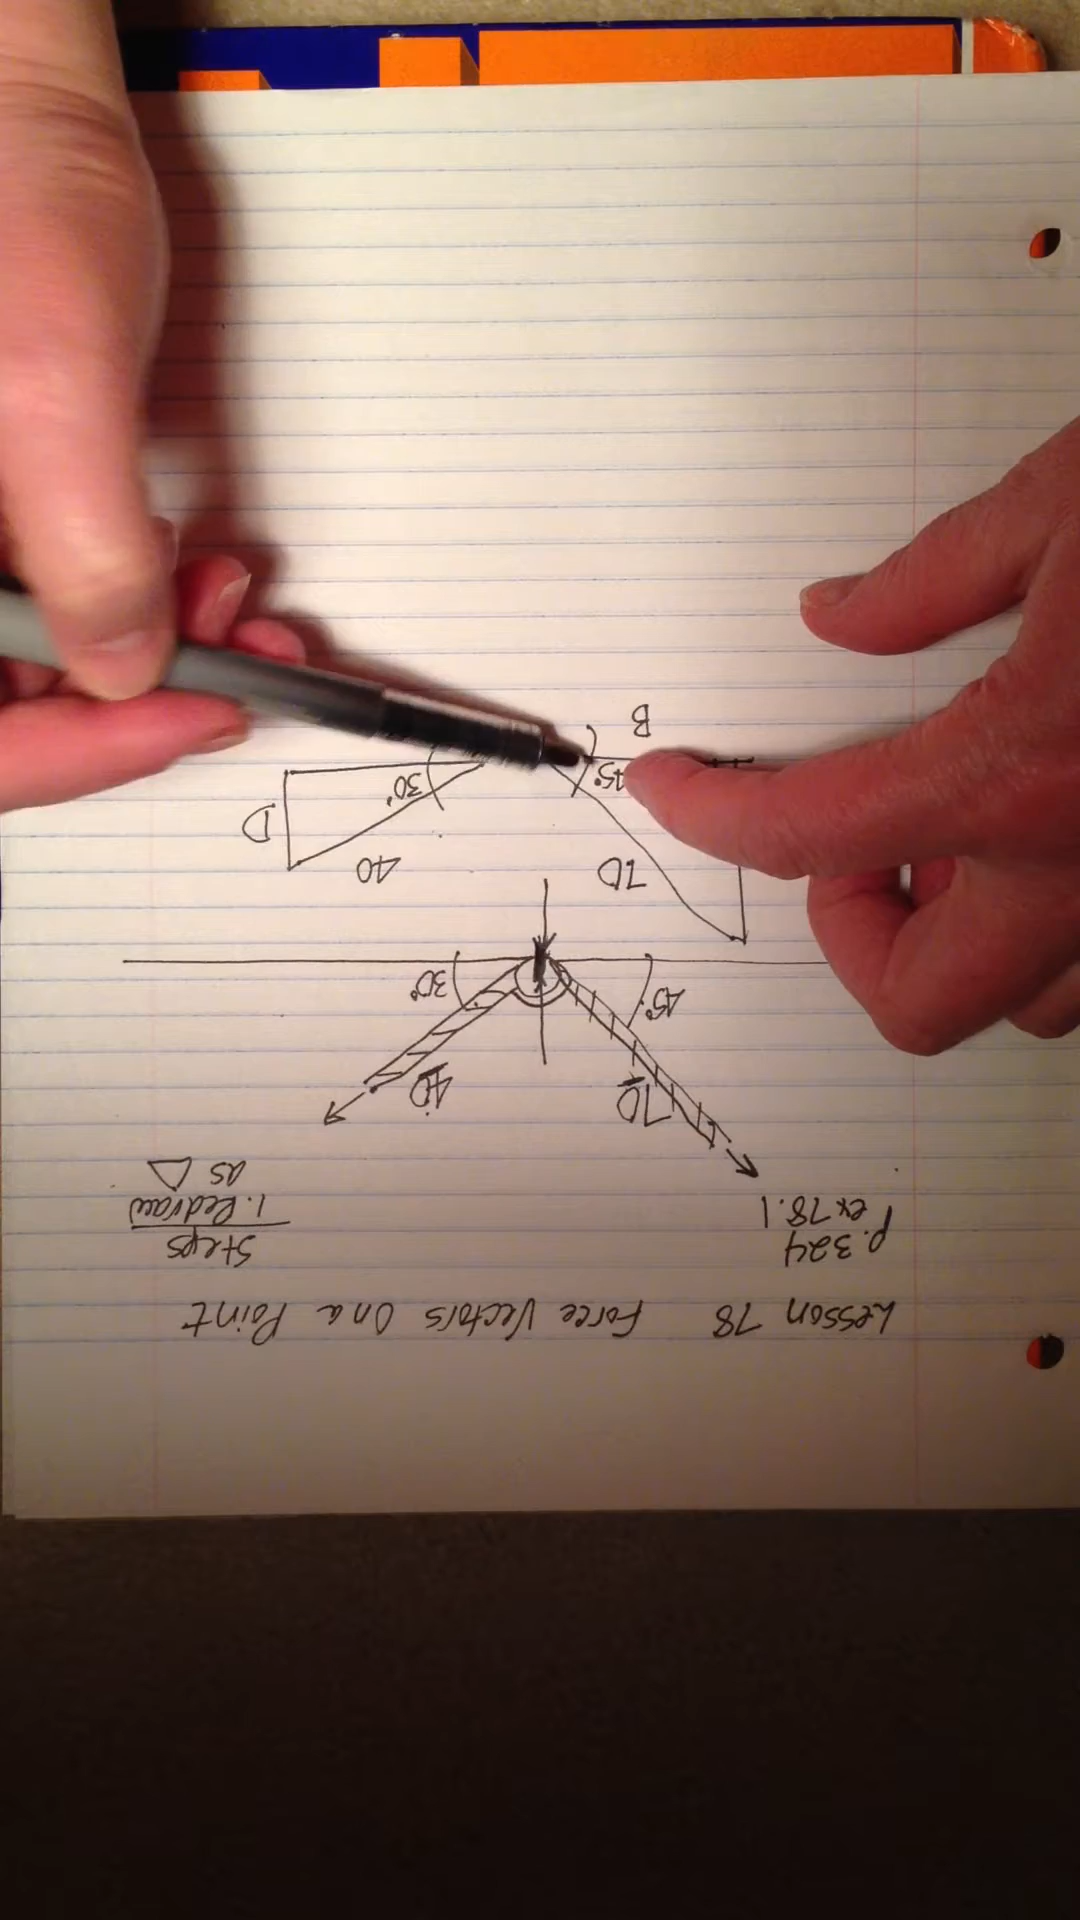 Lesson 78 Force Vectors On a Point
p. 324
ex 78.1
Steps
1. Redraw
as
70
40
45°
30°
70
40
45°
30°
D
B